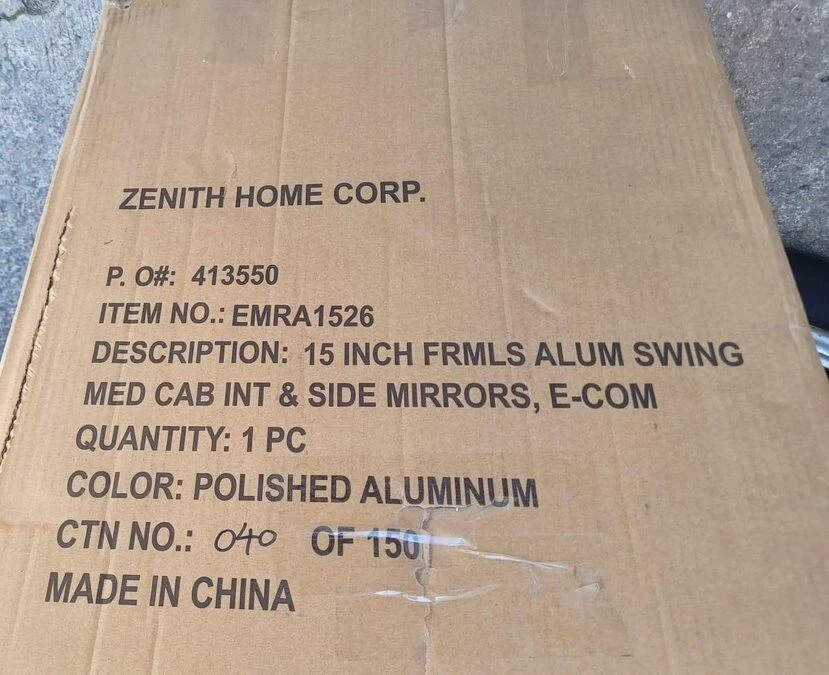 ZENITH HOME CORP.
P. O#: 413550
ITEM NO.: EMRA1526
DESCRIPTION: 15 INCH FRMLS ALUM SWING
MED CAB INT & SIDE MIRRORS, E-COM
QUANTITY: 1 PC
COLOR: POLISHED ALUMINUM
CTN NO.: 040 OF 150
MADE IN CHINA